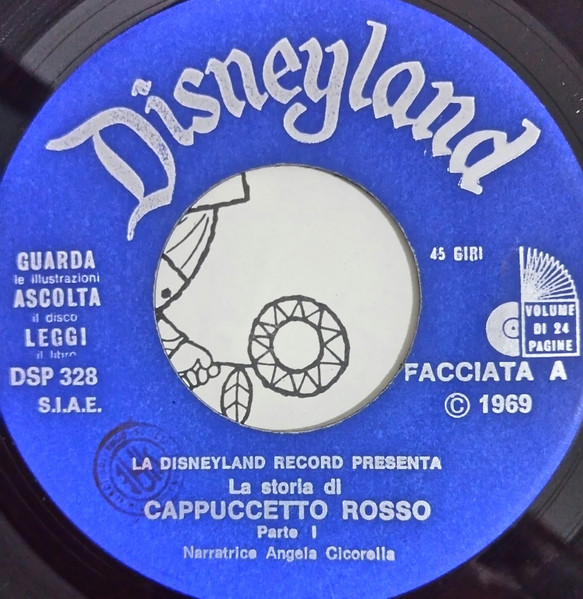 Disneyland
GUARDA
le illustrazioni
ASCOLTA
il disco
LEGGI
il libro
DSP 328
S.I.A.E.
45 GIRI
VOLUME
DI 24
PAGINE
FACCIATA A
© 1969
LA DISNEYLAND RECORD PRESENTA
La storia di
CAPPUCCETTO ROSSO
Parte I
Narratrice Angela Cicorella